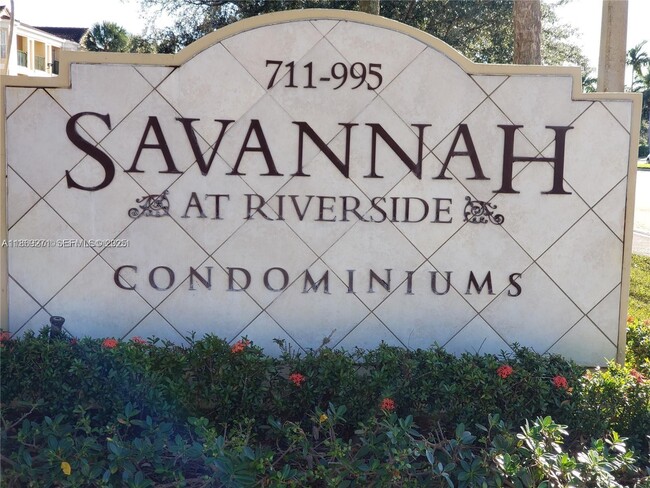 711-995
SAVANNAH
AT RIVERSIDE
CONDOMINIUMS